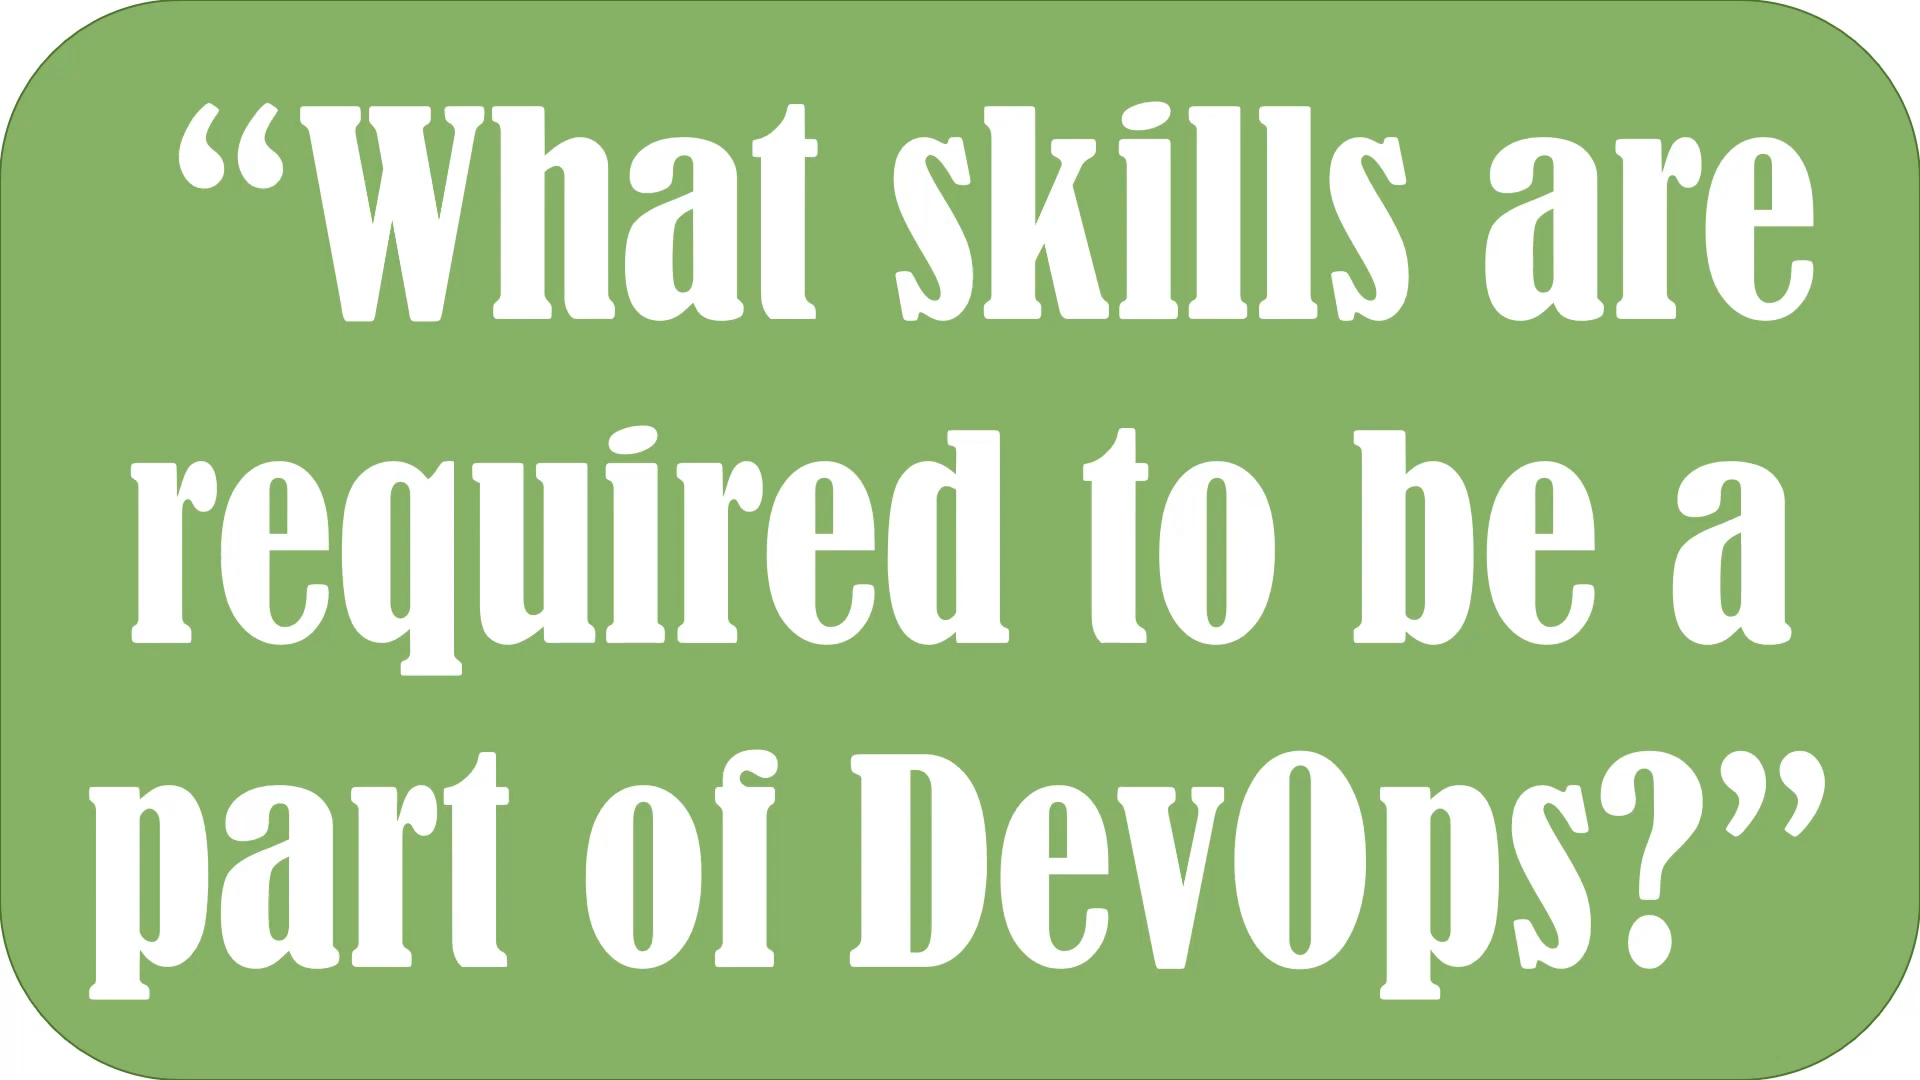 “What skills are
required to be a
part of DevOps?”